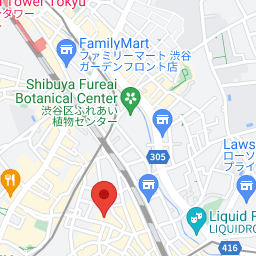 Tower Tokyo
ンタワー
FamilyMart
ファミリーマート 渋谷
ガーデンフロント店
Shibuya Fureai
Botanical Center
渋谷区ふれあい
植物センター
305
Laws
ローソ
プライ
Liquid R
LIQUIDRO
416